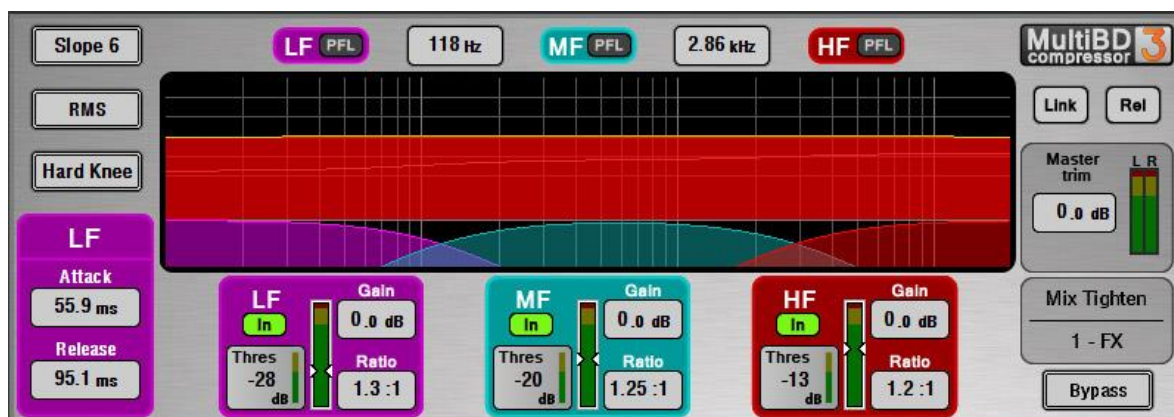 Slope 6
LF PFL
118 Hz
MF PFL
2.86 kHz
HF PFL
MultiBD 3
compressor
RMS
Link
Rel
Hard Knee
Master
trim
L R
0.0 dB
LF
Attack
55.9 ms
Release
95.1 ms
LF
In
Gain
0.0 dB
Thres
-28
dB
Ratio
1.3 :1
MF
In
Gain
0.0 dB
Thres
-20
dB
Ratio
1.25 :1
HF
In
Gain
0.0 dB
Thres
-13
dB
Ratio
1.2 :1
Mix Tighten
1 - FX
Bypass